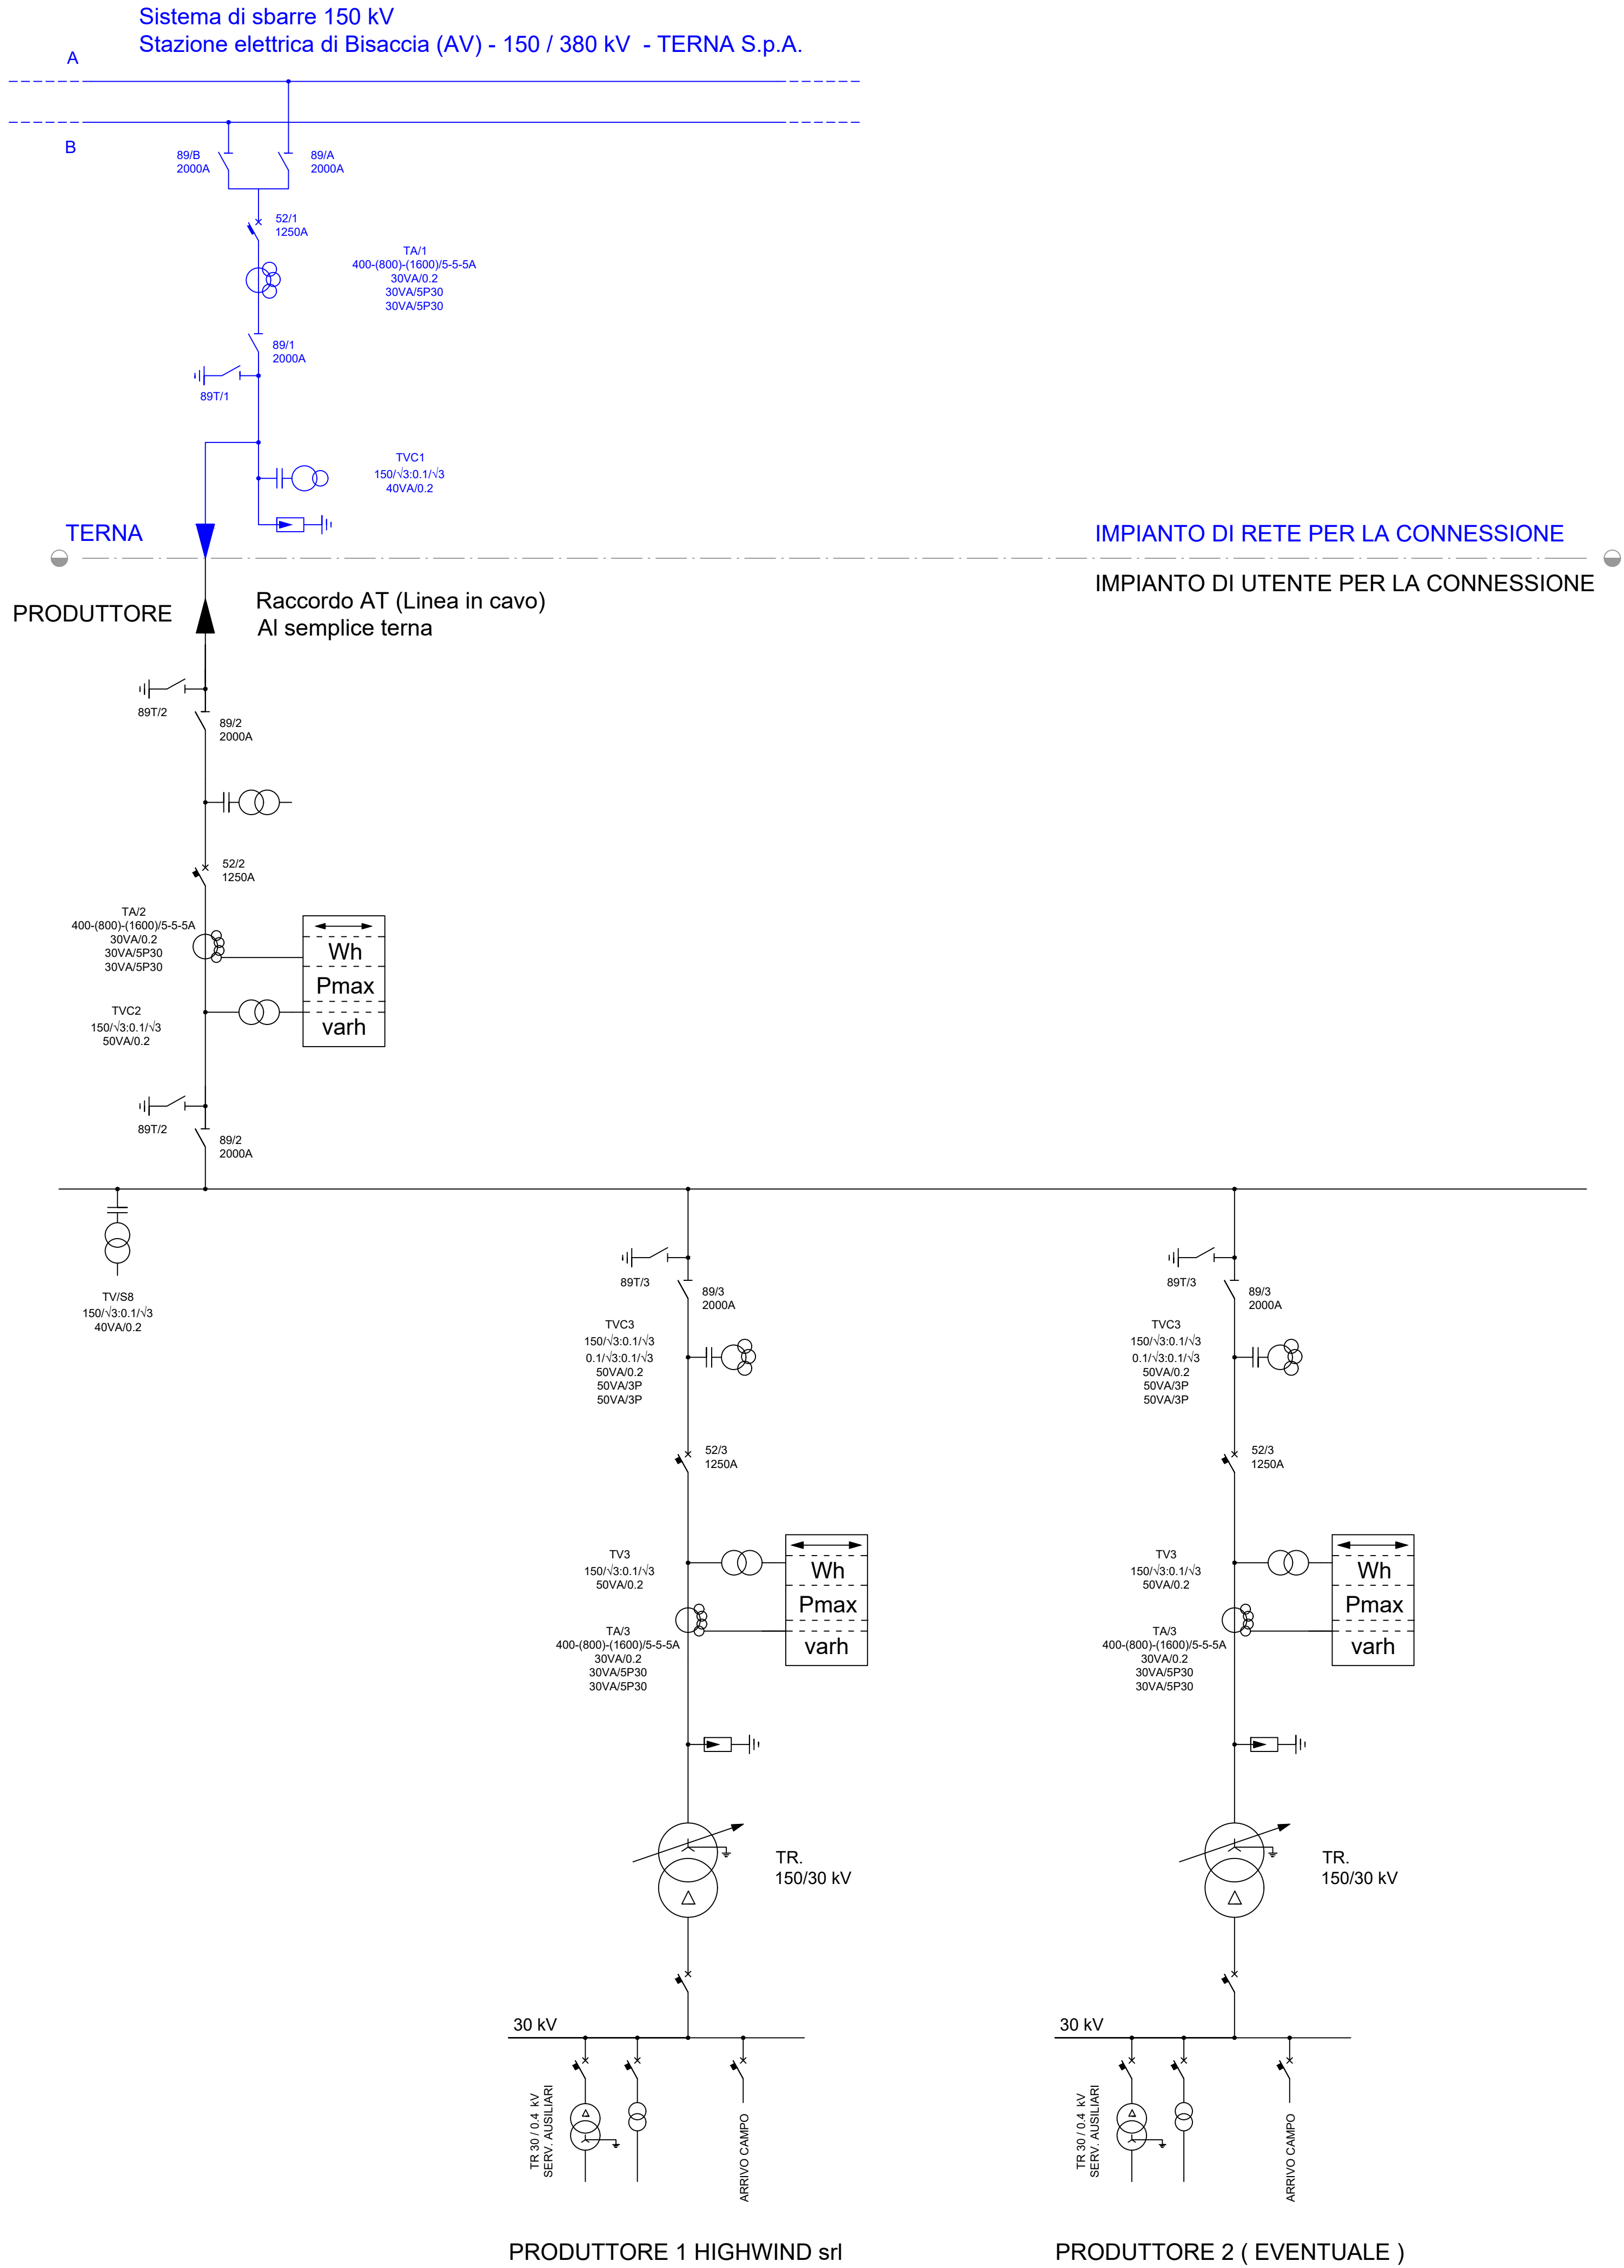 Sistema di sbarre 150 kV
Stazione elettrica di Bisaccia (AV) - 150 / 380 kV  - TERNA S.p.A.
A
B
89/B
2000A
89/A
2000A
52/1
1250A
TA/1
400-(800)-(1600)/5-5-5A
30VA/0.2
30VA/5P30
30VA/5P30
89/1
2000A
89T/1
TVC1
150/√3:0.1/√3
40VA/0.2
TERNA
IMPIANTO DI RETE PER LA CONNESSIONE
IMPIANTO DI UTENTE PER LA CONNESSIONE
PRODUTTORE
Raccordo AT (Linea in cavo)
Al semplice terna
89T/2
89/2
2000A
52/2
1250A
TA/2
400-(800)-(1600)/5-5-5A
30VA/0.2
30VA/5P30
30VA/5P30
Wh
Pmax
varh
TVC2
150/√3:0.1/√3
50VA/0.2
89T/2
89/2
2000A
TV/S8
150/√3:0.1/√3
40VA/0.2
89T/3
89/3
2000A
TVC3
150/√3:0.1/√3
0.1/√3:0.1/√3
50VA/0.2
50VA/3P
50VA/3P
52/3
1250A
TV3
150/√3:0.1/√3
50VA/0.2
Wh
Pmax
varh
TA/3
400-(800)-(1600)/5-5-5A
30VA/0.2
30VA/5P30
30VA/5P30
TR.
150/30 kV
30 kV
TR 30 / 0.4  kV
SERV. AUSILIARI
ARRIVO CAMPO
PRODUTTORE 1 HIGHWIND srl
89T/3
89/3
2000A
TVC3
150/√3:0.1/√3
0.1/√3:0.1/√3
50VA/0.2
50VA/3P
50VA/3P
52/3
1250A
TV3
150/√3:0.1/√3
50VA/0.2
Wh
Pmax
varh
TA/3
400-(800)-(1600)/5-5-5A
30VA/0.2
30VA/5P30
30VA/5P30
TR.
150/30 kV
30 kV
TR 30 / 0.4  kV
SERV. AUSILIARI
ARRIVO CAMPO
PRODUTTORE 2 ( EVENTUALE )